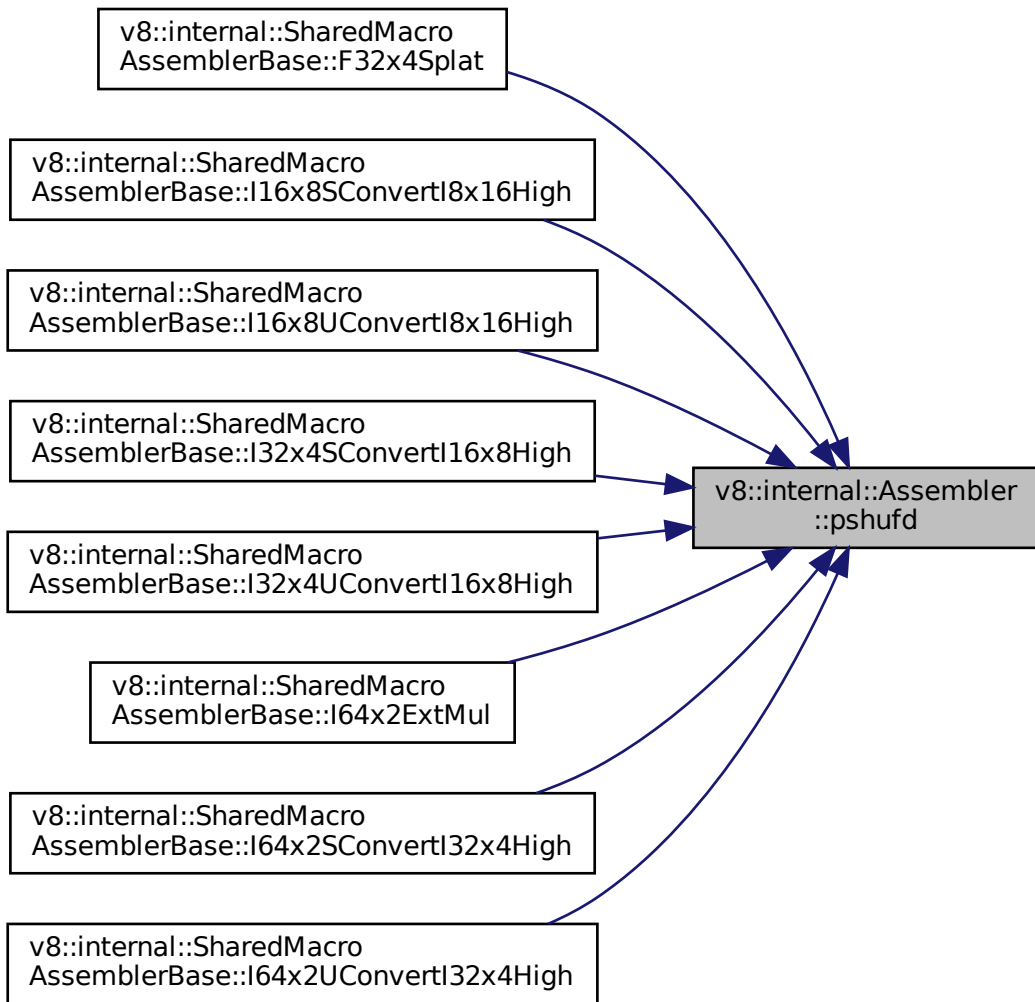 v8::internal::SharedMacro
AssemblerBase::F32x4Splat
v8::internal::SharedMacro
AssemblerBase::I16x8SConvertI8x16High
v8::internal::SharedMacro
AssemblerBase::I16x8UConvertI8x16High
v8::internal::SharedMacro
AssemblerBase::I32x4SConvertI16x8High
v8::internal::Assembler
::pshufd
v8::internal::SharedMacro
AssemblerBase::I32x4UConvertI16x8High
v8::internal::SharedMacro
AssemblerBase::I64x2ExtMul
v8::internal::SharedMacro
AssemblerBase::I64x2SConvertI32x4High
v8::internal::SharedMacro
AssemblerBase::I64x2UConvertI32x4High